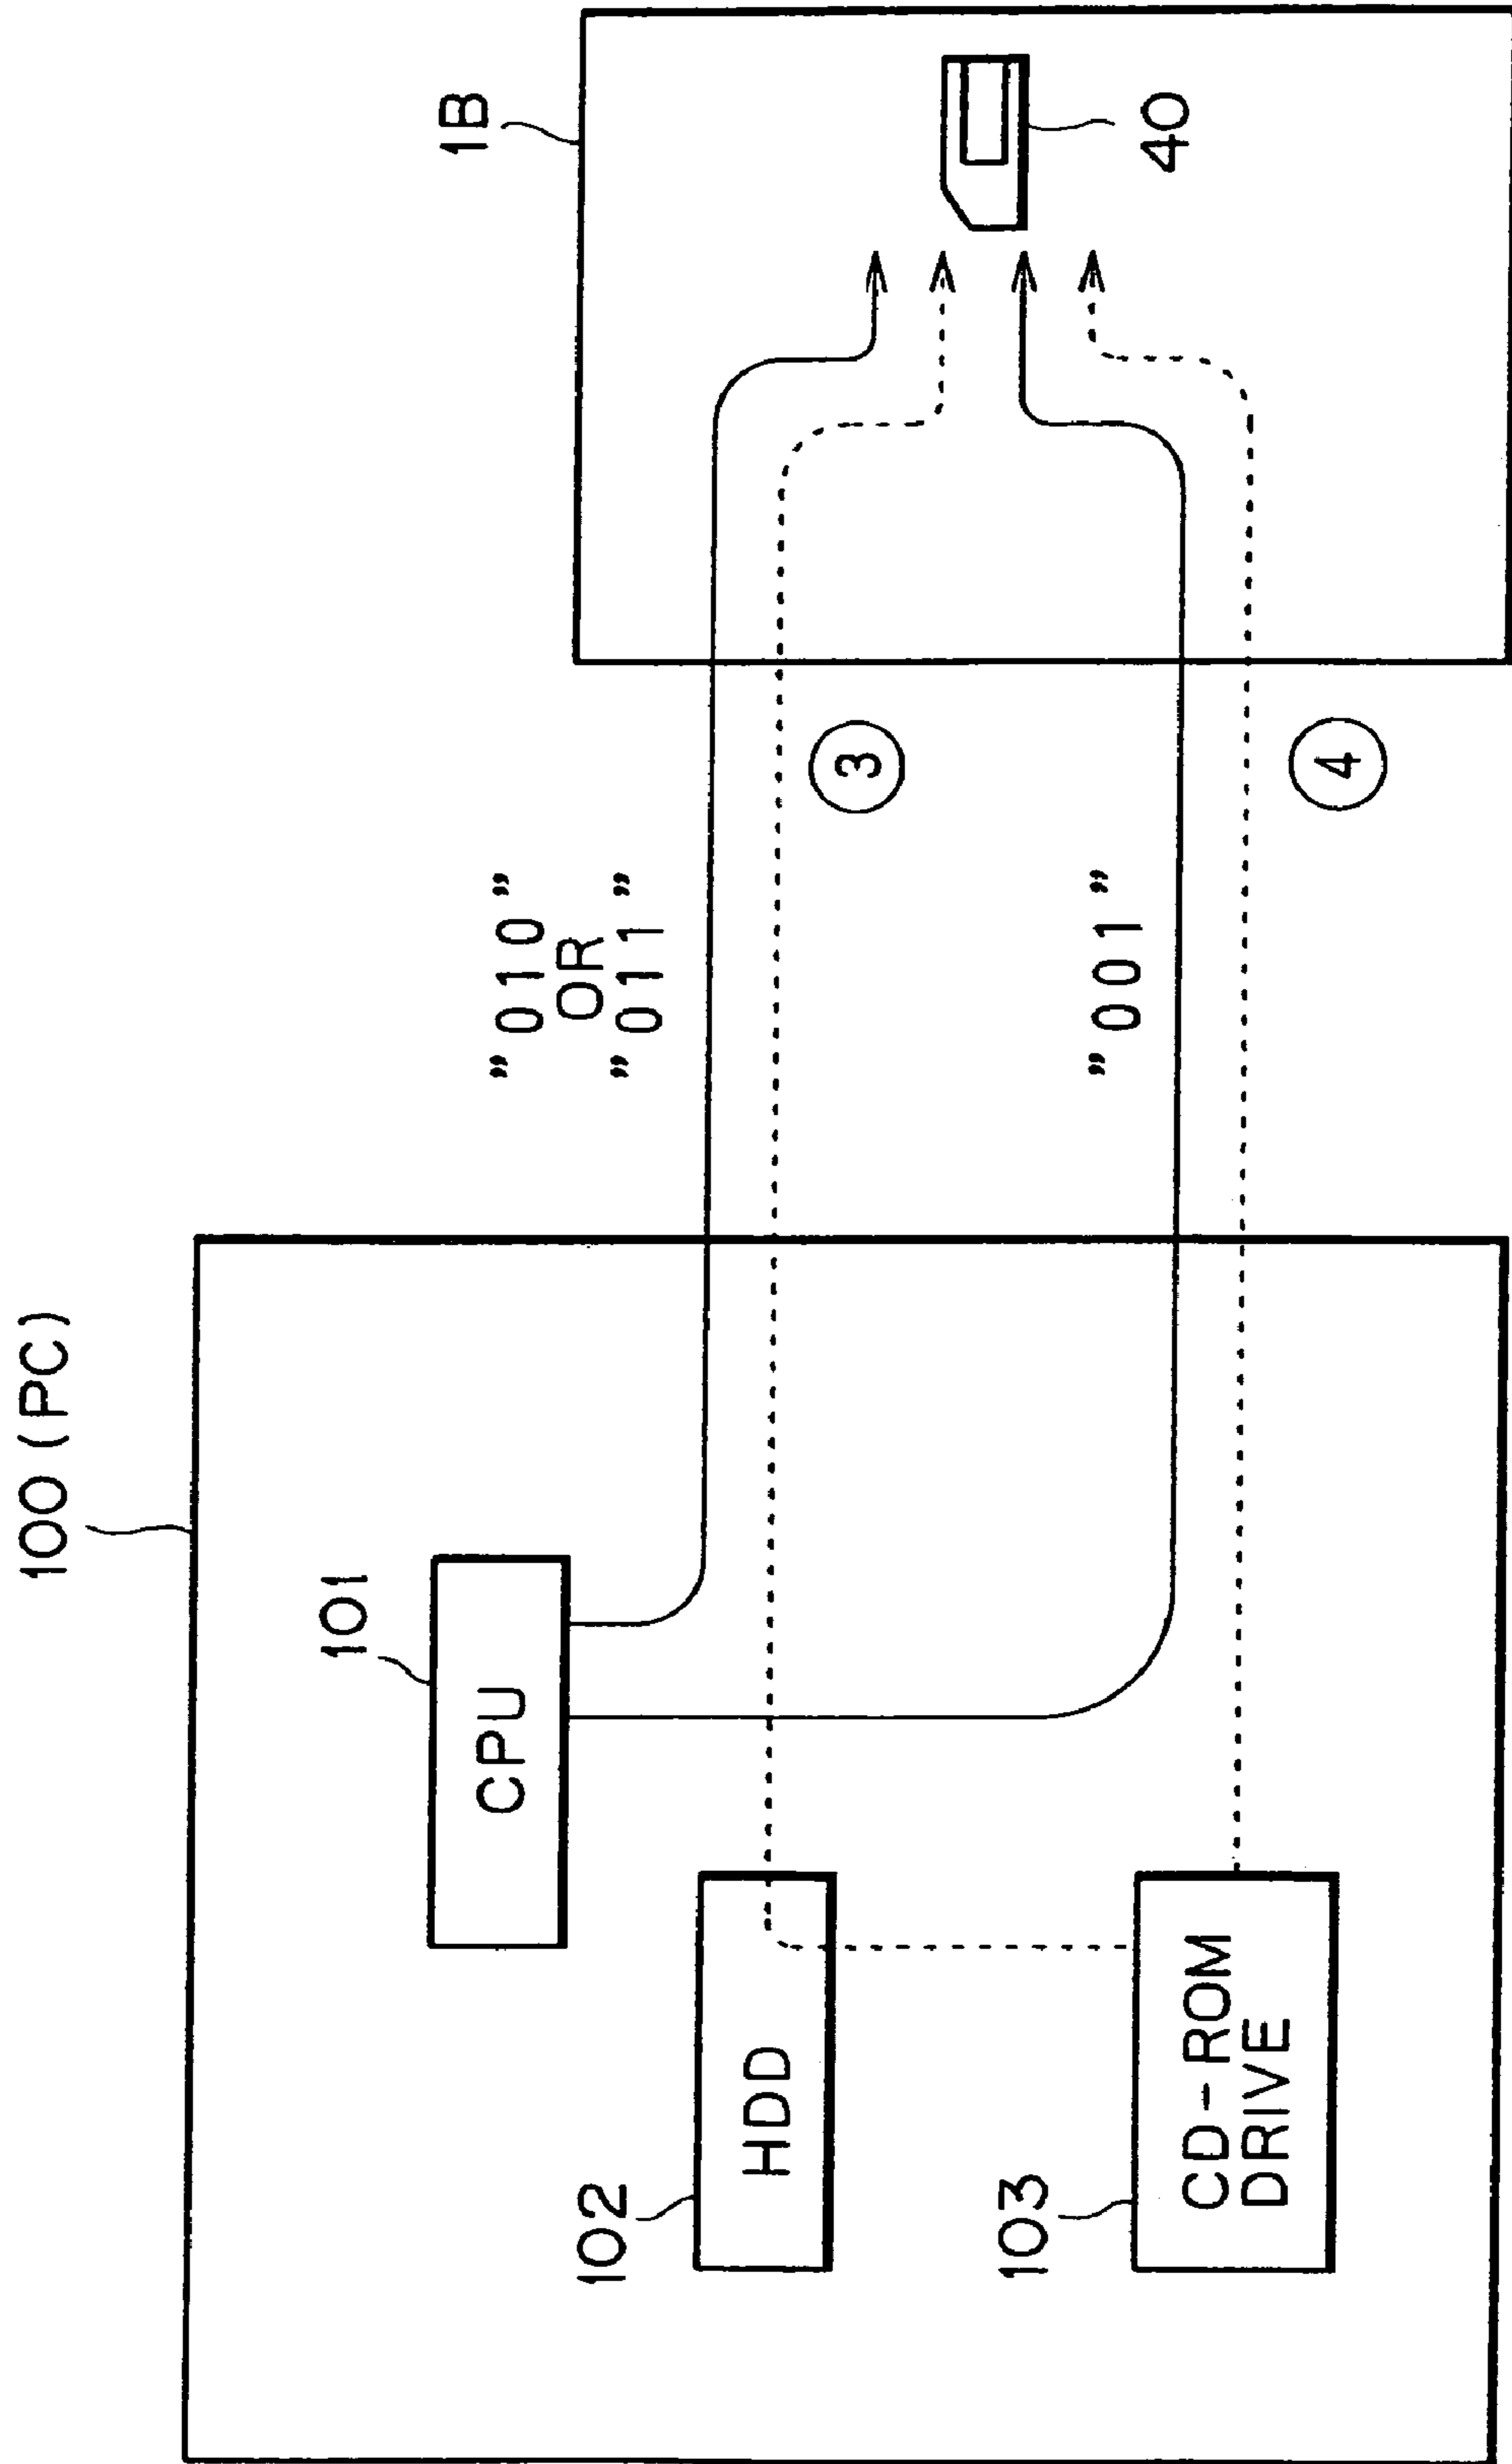 100 (PC)
101
CPU
102
HDD
103
CD-ROM
DRIVE
"010"
OR
"011"
3
"001"
4
1B
40